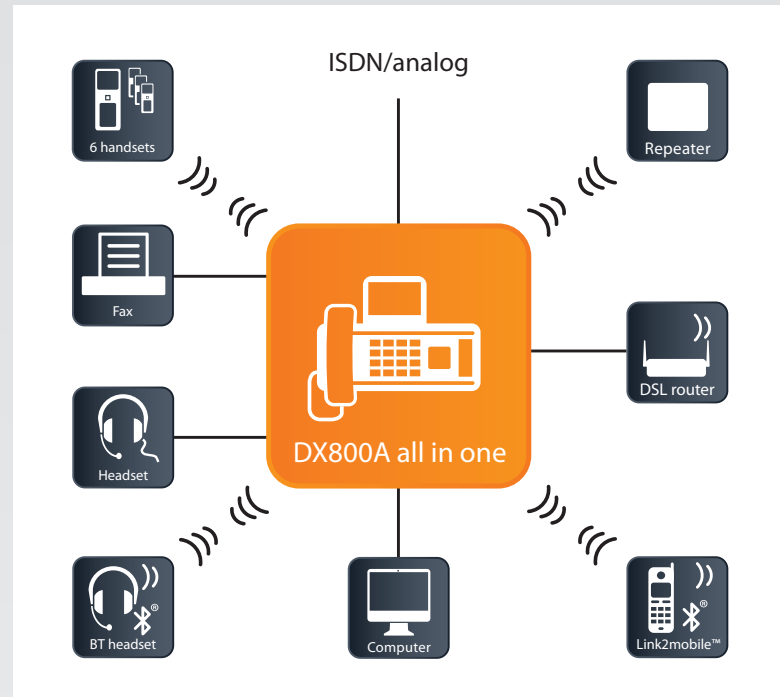 ISDN/analog
6 handsets
Repeater
Fax
DSL router
DX800A all in one
Headset
BT headset
®
Computer
Link2mobile™
®